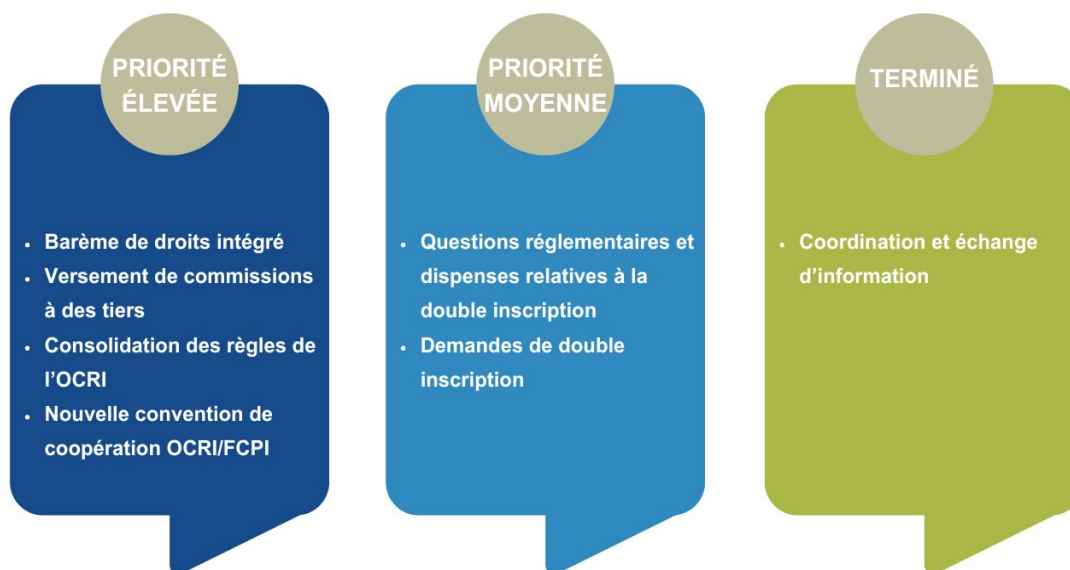 PRIORITÉ
ÉLEVÉE
• Barème de droits intégré
• Versement de commissions
à des tiers
• Consolidation des règles de
l’OCRI
• Nouvelle convention de
coopération OCRI/FCPI
PRIORITÉ
MOYENNE
• Questions réglementaires et
dispenses relatives à la
double inscription
• Demandes de double
inscription
TERMINÉ
• Coordination et échange
d’information